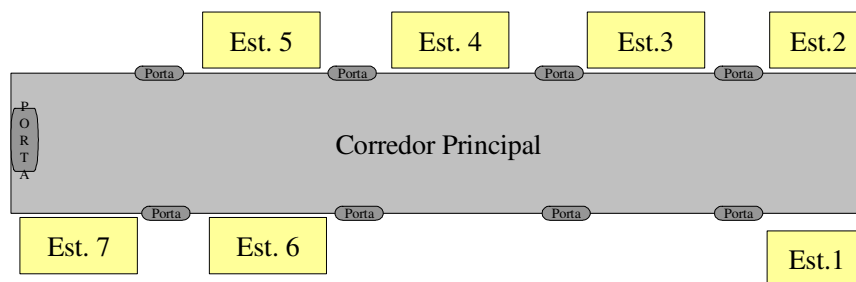 Est. 5
Est. 4
Est.3
Est.2
Porta
Porta
Porta
Porta
PORTA
Corredor Principal
Porta
Porta
Porta
Porta
Est. 7
Est. 6
Est.1